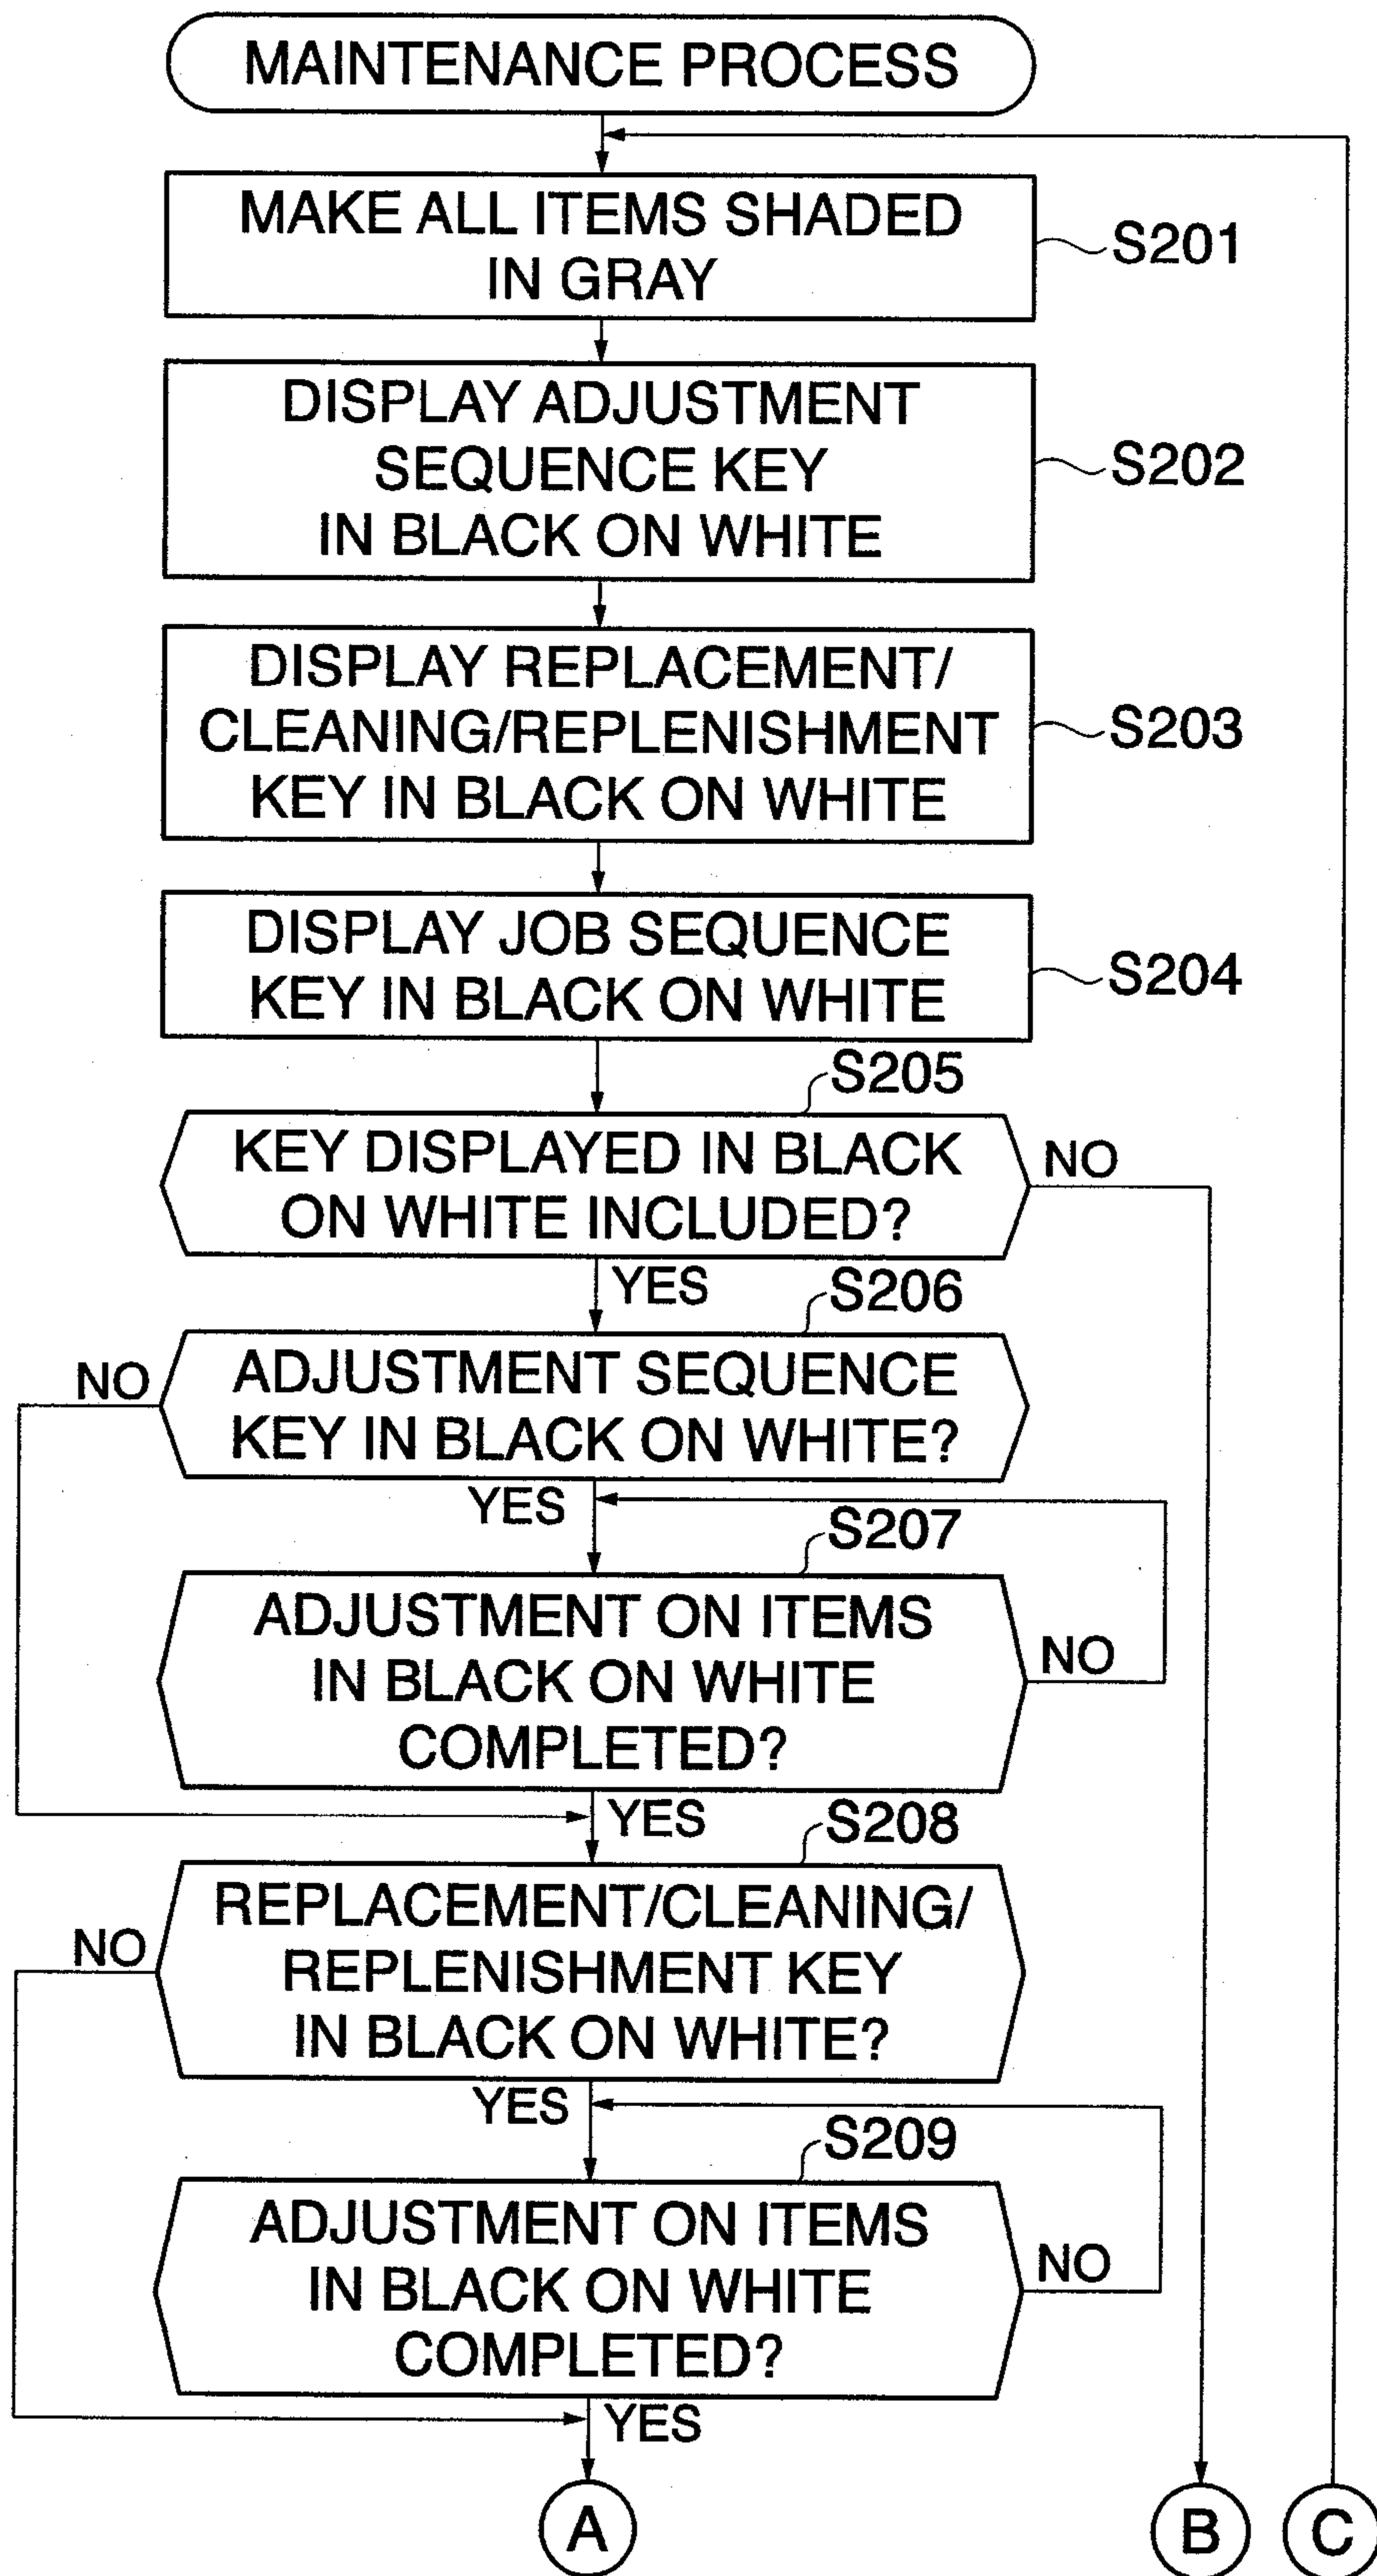 MAINTENANCE PROCESS
MAKE ALL ITEMS SHADED
IN GRAY
S201
DISPLAY ADJUSTMENT
SEQUENCE KEY
IN BLACK ON WHITE
S202
DISPLAY REPLACEMENT/
CLEANING/REPLENISHMENT
KEY IN BLACK ON WHITE
S203
DISPLAY JOB SEQUENCE
KEY IN BLACK ON WHITE
S204
S205
KEY DISPLAYED IN BLACK
ON WHITE INCLUDED?
NO
YES
S206
ADJUSTMENT SEQUENCE
KEY IN BLACK ON WHITE?
NO
YES
S207
ADJUSTMENT ON ITEMS
IN BLACK ON WHITE
COMPLETED?
NO
YES
S208
REPLACEMENT/CLEANING/
REPLENISHMENT KEY
IN BLACK ON WHITE?
NO
YES
S209
ADJUSTMENT ON ITEMS
IN BLACK ON WHITE
COMPLETED?
NO
YES
A
B
C